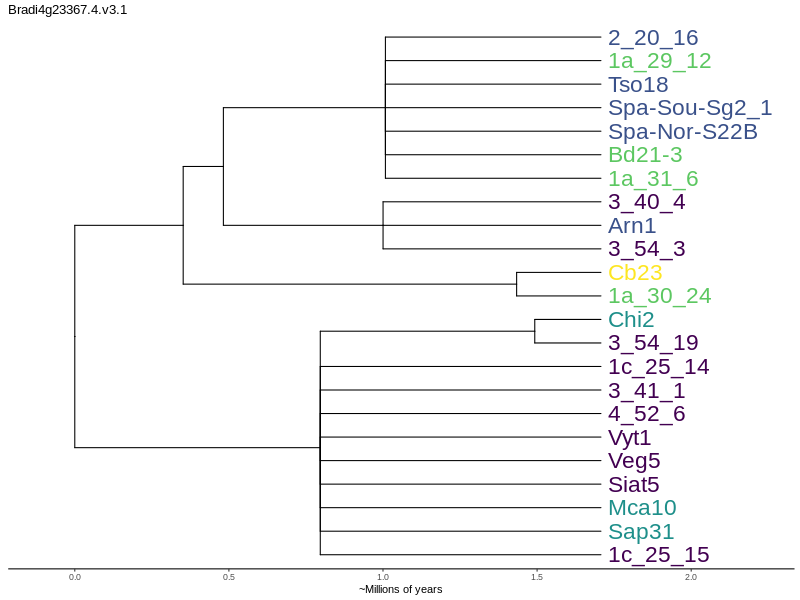 Bradi4g23367.4.v3.1
2_20_16
1a_29_12
Tso18
Spa-Sou-Sg2_1
Spa-Nor-S22B
Bd21-3
1a_31_6
3_40_4
Arn1
3_54_3
Cb23
1a_30_24
Chi2
3_54_19
1c_25_14
3_41_1
4_52_6
Vyt1
Veg5
Siat5
Mca10
Sap31
1c_25_15
0.0 0.5 1.0 1.5 2.0
~Millions of years